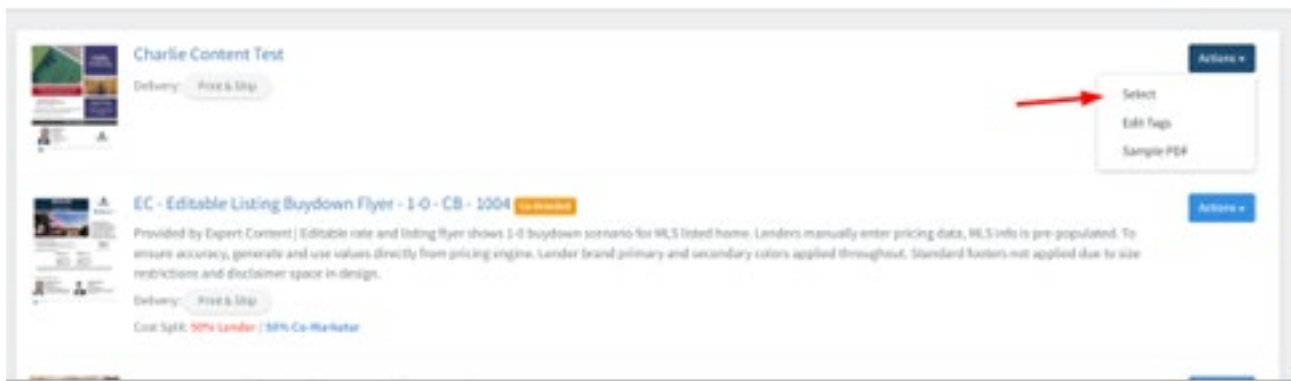 Charlie Content Test
Actions
Delivery: Print & Ship
Select
Edit Tags
Sample PDF
EC - Editable Listing Buydown Flyer - 1-0 - CB - 1004 Co-branded
Actions
Provided by Expert Content | Editable rate and listing flyer shows 1-0 buydown scenario for MLS listed home. Lenders manually enter pricing data, MLS info is pre-populated. To
ensure accuracy, generate and use values directly from pricing engine. Lender brand primary and secondary colors applied throughout. Standard footers not applied due to size
restrictions and disclaimer space in design.
Delivery: Print & Ship
Cost Split: 50% Lender / 50% Co-Marketer